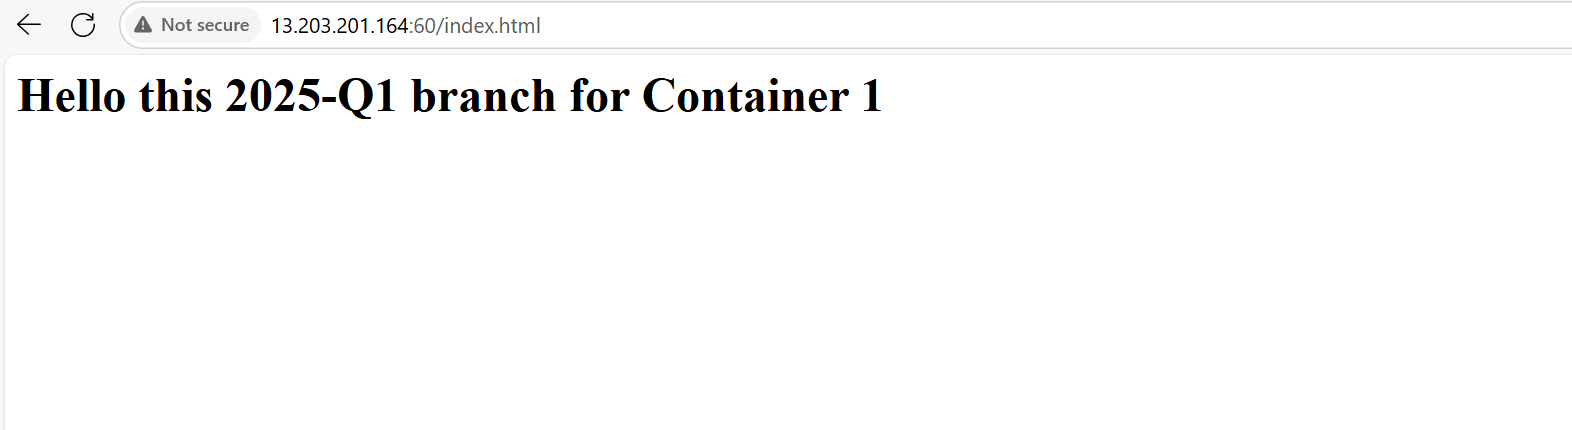 Not secure 13.203.201.164:60/index.html
Hello this 2025-Q1 branch for Container 1